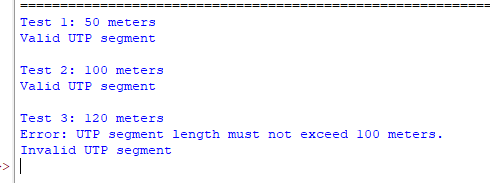 ================================================================
Test 1: 50 meters
Valid UTP segment
Test 2: 100 meters
Valid UTP segment
Test 3: 120 meters
Error: UTP segment length must not exceed 100 meters.
Invalid UTP segment
>